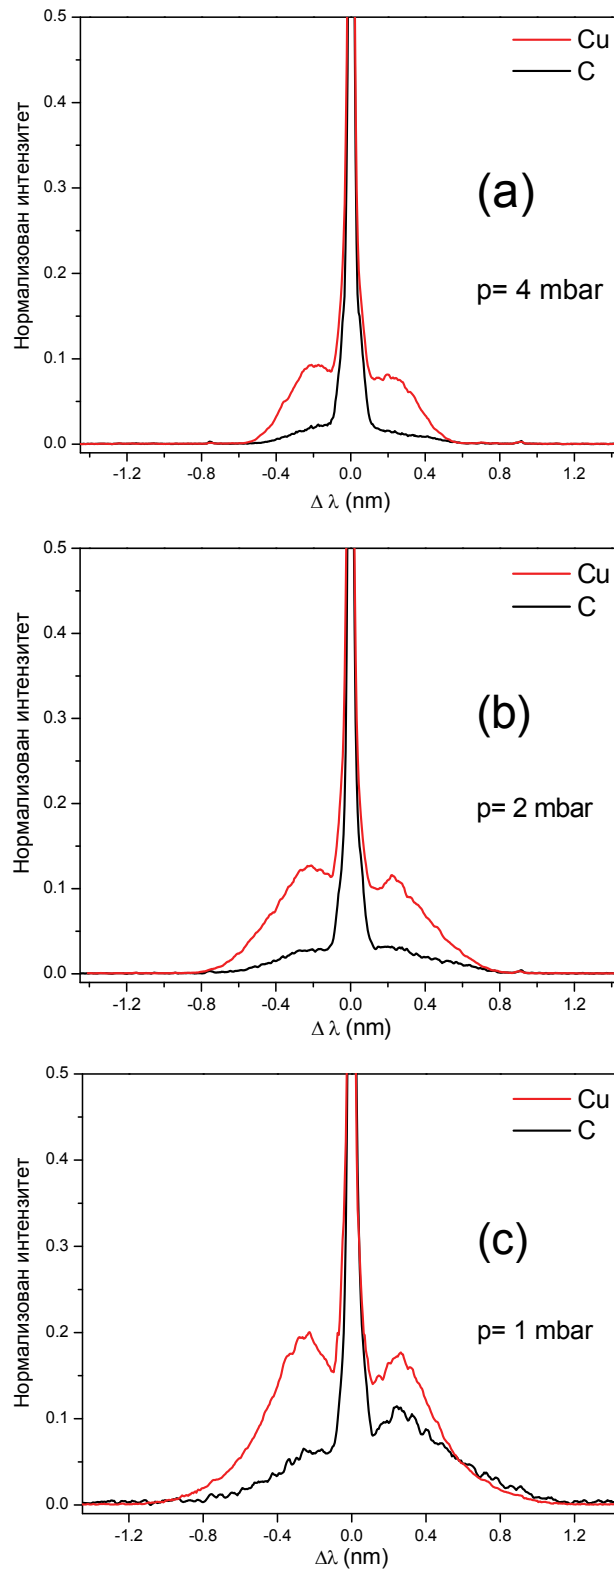 0.5
Cu
C
0.4
(a)
0.3
0.2
p= 4 mbar
0.1
0.0
-1.2 -0.8 -0.4 0.0 0.4 0.8 1.2
Δ λ (nm)
Нормализован интензитет
0.5
Cu
C
0.4
(b)
0.3
0.2
p= 2 mbar
0.1
0.0
-1.2 -0.8 -0.4 0.0 0.4 0.8 1.2
Δ λ (nm)
Нормализован интензитет
0.5
Cu
C
0.4
(c)
0.3
0.2
p= 1 mbar
0.1
0.0
-1.2 -0.8 -0.4 0.0 0.4 0.8 1.2
Δλ (nm)
Нормализован интензитет